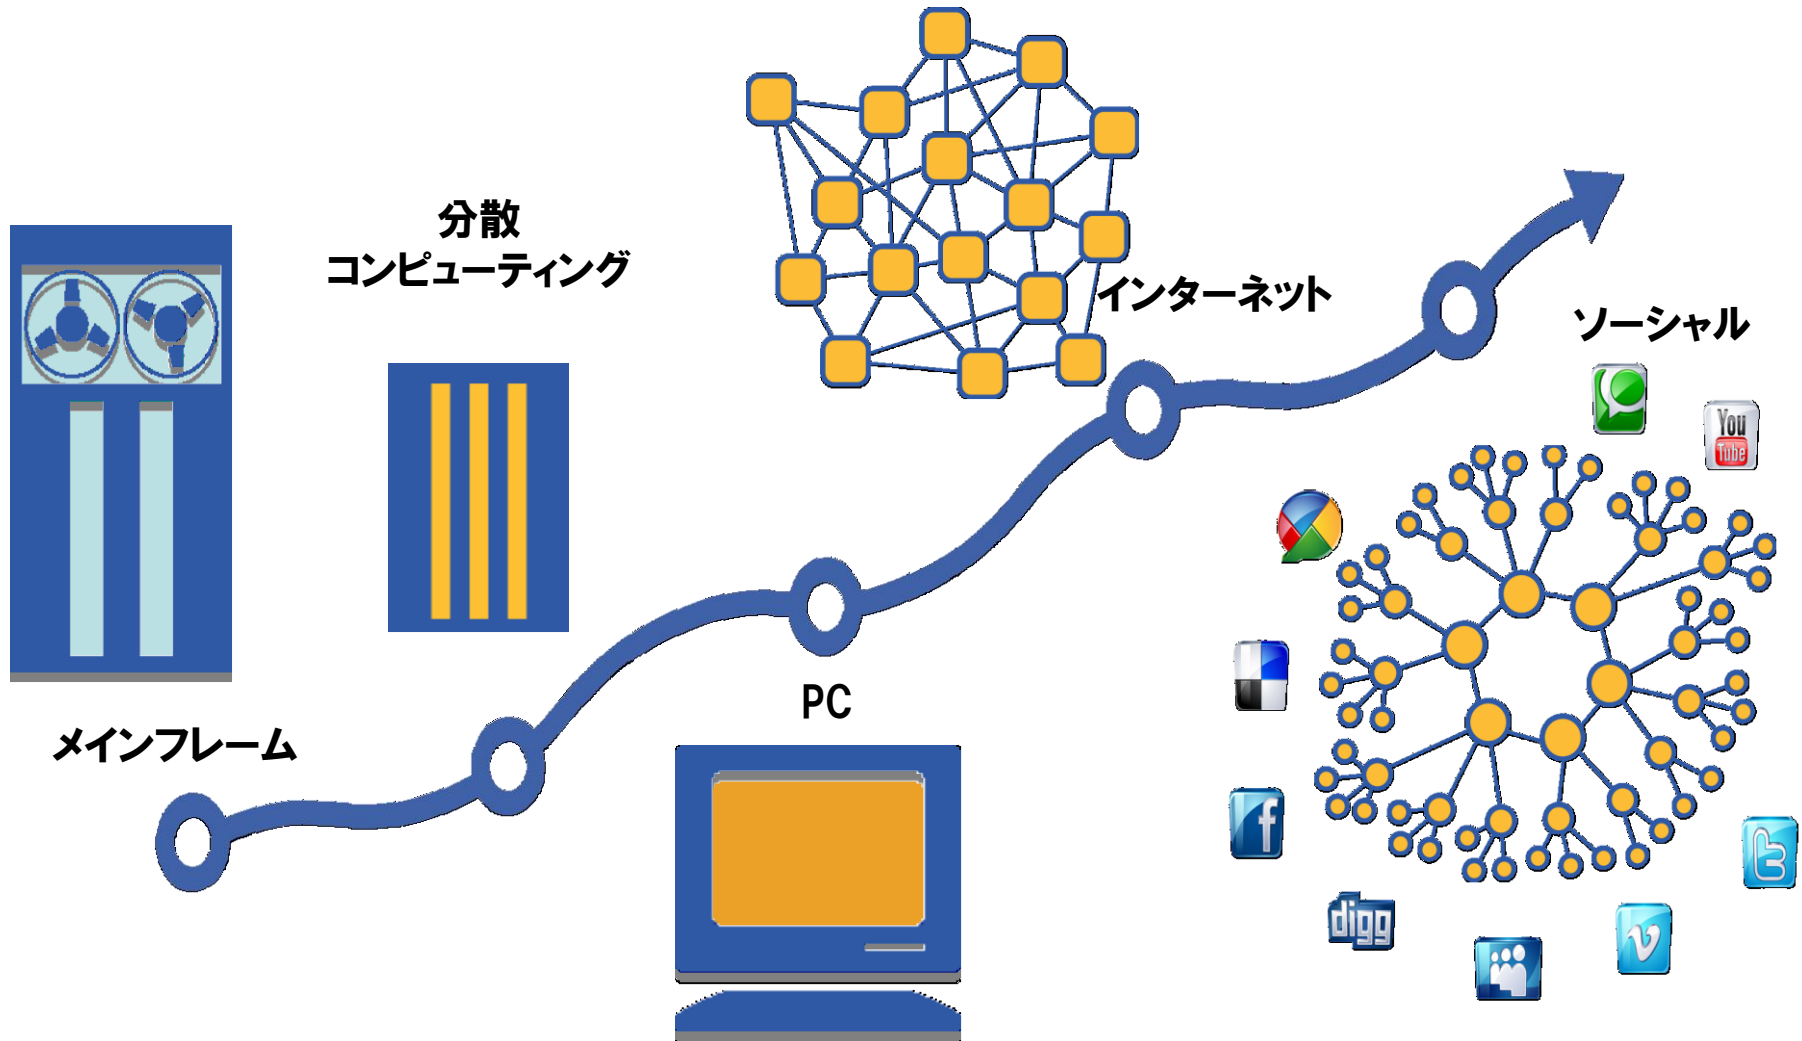 分散
コンピューティング
インターネット
ソーシャル
You
Tube
PC
メインフレーム
f
t
digg
v